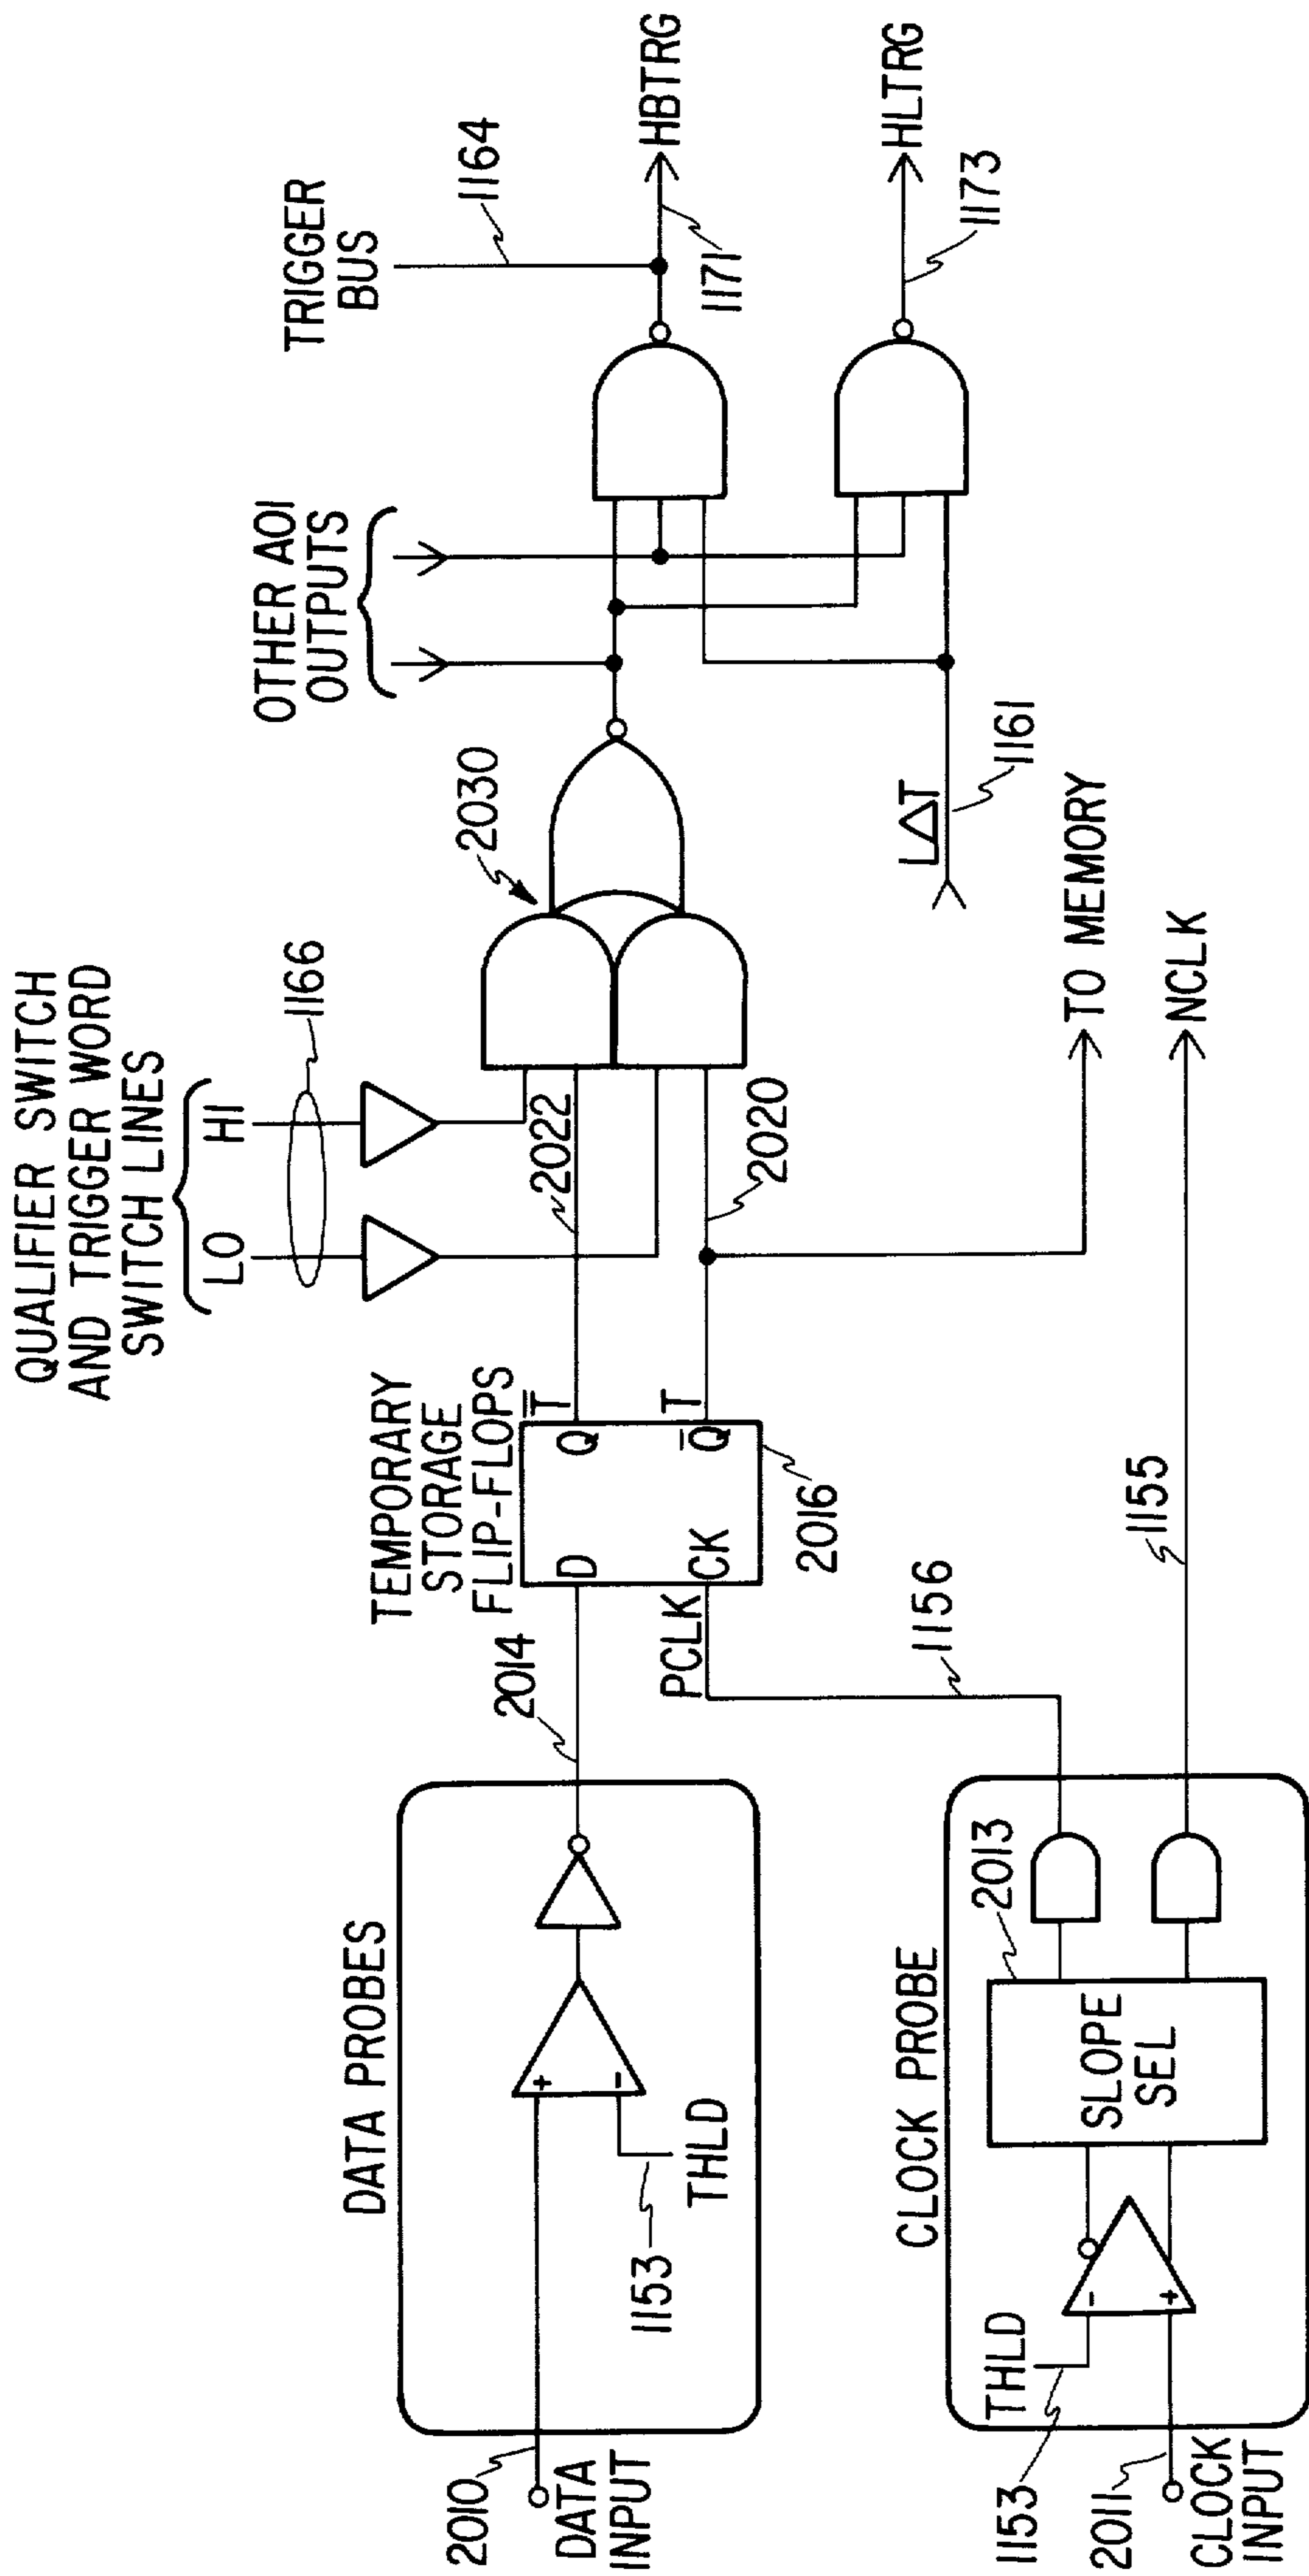 QUALIFIER SWITCH
AND TRIGGER WORD
SWITCH LINES
LO
HI
1166
OTHER AOI
OUTPUTS
TRIGGER
BUS
1164
HBTRG
1171
HLTRG
1173
2030
LΔT
1161
TEMPORARY
STORAGE
FLIP-FLOPS
D
Q
T̅
2022
CK
Q̅
T
2020
2016
PCLK
TO MEMORY
NCLK
1155
1156
2014
DATA PROBES
+
-
THLD
1153
2010
DATA
INPUT
CLOCK PROBE
2013
SLOPE
SEL
THLD
-
+
1153
2011
CLOCK
INPUT